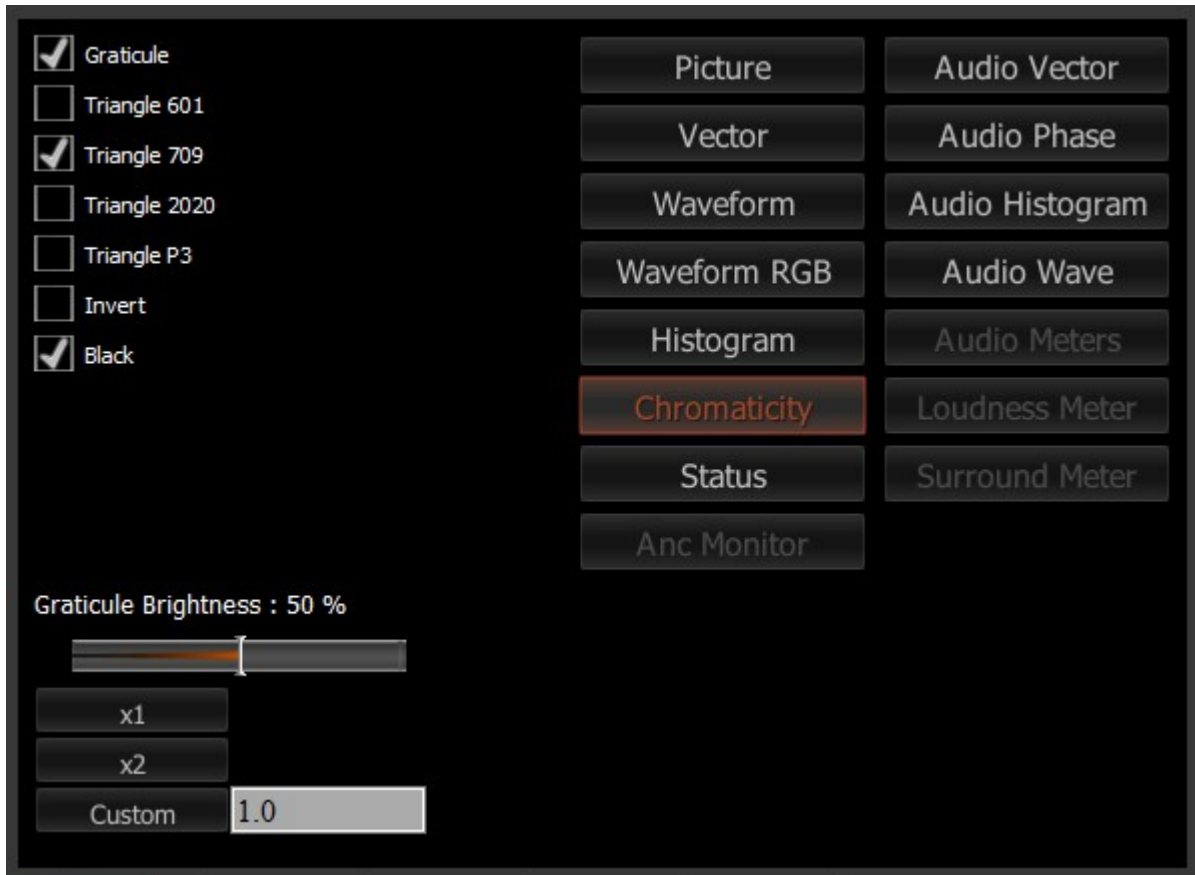 Graticule
Triangle 601
Triangle 709
Triangle 2020
Triangle P3
Invert
Black
Picture
Vector
Waveform
Waveform RGB
Histogram
Chromaticity
Status
Anc Monitor
Audio Vector
Audio Phase
Audio Histogram
Audio Wave
Audio Meters
Loudness Meter
Surround Meter
Graticule Brightness : 50 %
x1
x2
Custom 1.0